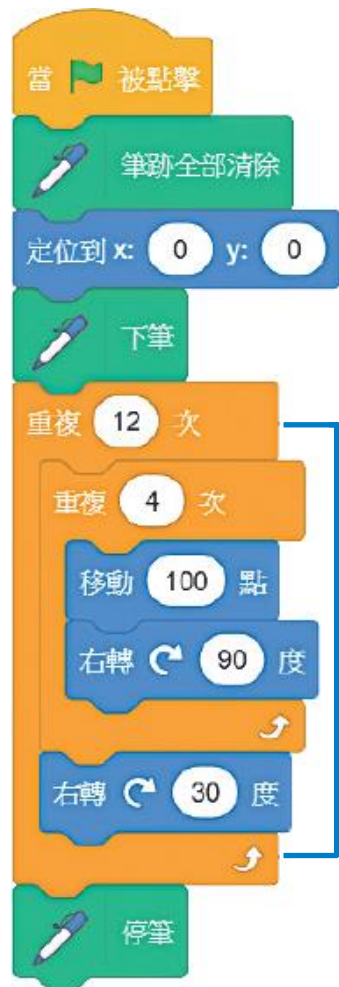 當 被點擊
筆跡全部清除
定位到 x: 0 y: 0
下筆
重複 12 次
重複 4 次
移動 100 點
右轉 90 度
右轉 30 度
停筆